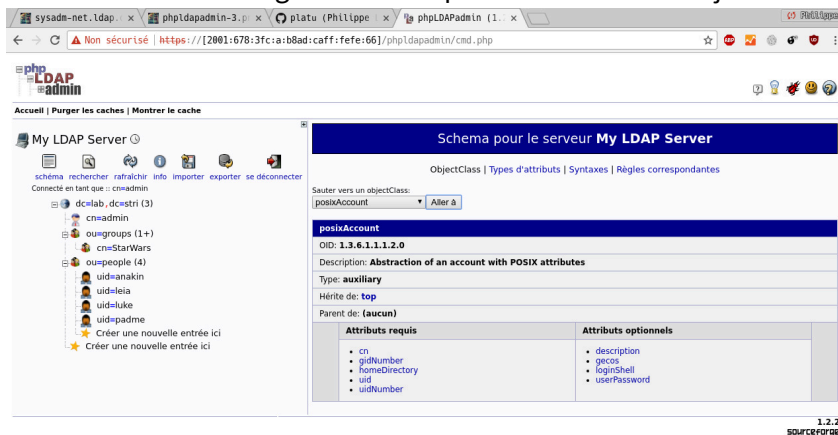 sysadm-net.ldap.
phpldapadmin-3.p
platu (Philippe
phpLDAPadmin (1.
Non sécurisé | https://[2001:678:3fc:a:b8ad:caff:fefe:66]/phpldapadmin/cmd.php
php
LDAP
admin
Accueil | Purger les caches | Montrer le cache
My LDAP Server
schéma rechercher rafraîchir info importer exporter se déconnecter
Connecté en tant que :: cn=admin
dc=lab,dc=stri (3)
cn=admin
ou=groups (1+)
cn=StarWars
ou=people (4)
uid=anakin
uid=leia
uid=luke
uid=padme
Créer une nouvelle entrée ici
Créer une nouvelle entrée ici
Schema pour le serveur My LDAP Server
ObjectClass | Types d'attributs | Syntaxes | Règles correspondantes
Sauter vers un objectClass:
posixAccount Aller à
posixAccount
OID: 1.3.6.1.1.1.2.0
Description: Abstraction of an account with POSIX attributes
Type: auxiliary
Hérite de: top
Parent de: (aucun)
Attributs requis Attributs optionnels
• cn • description
• gidNumber • gecos
• homeDirectory • loginShell
• uid • userPassword
• uidNumber
1.2.2
sourceforge